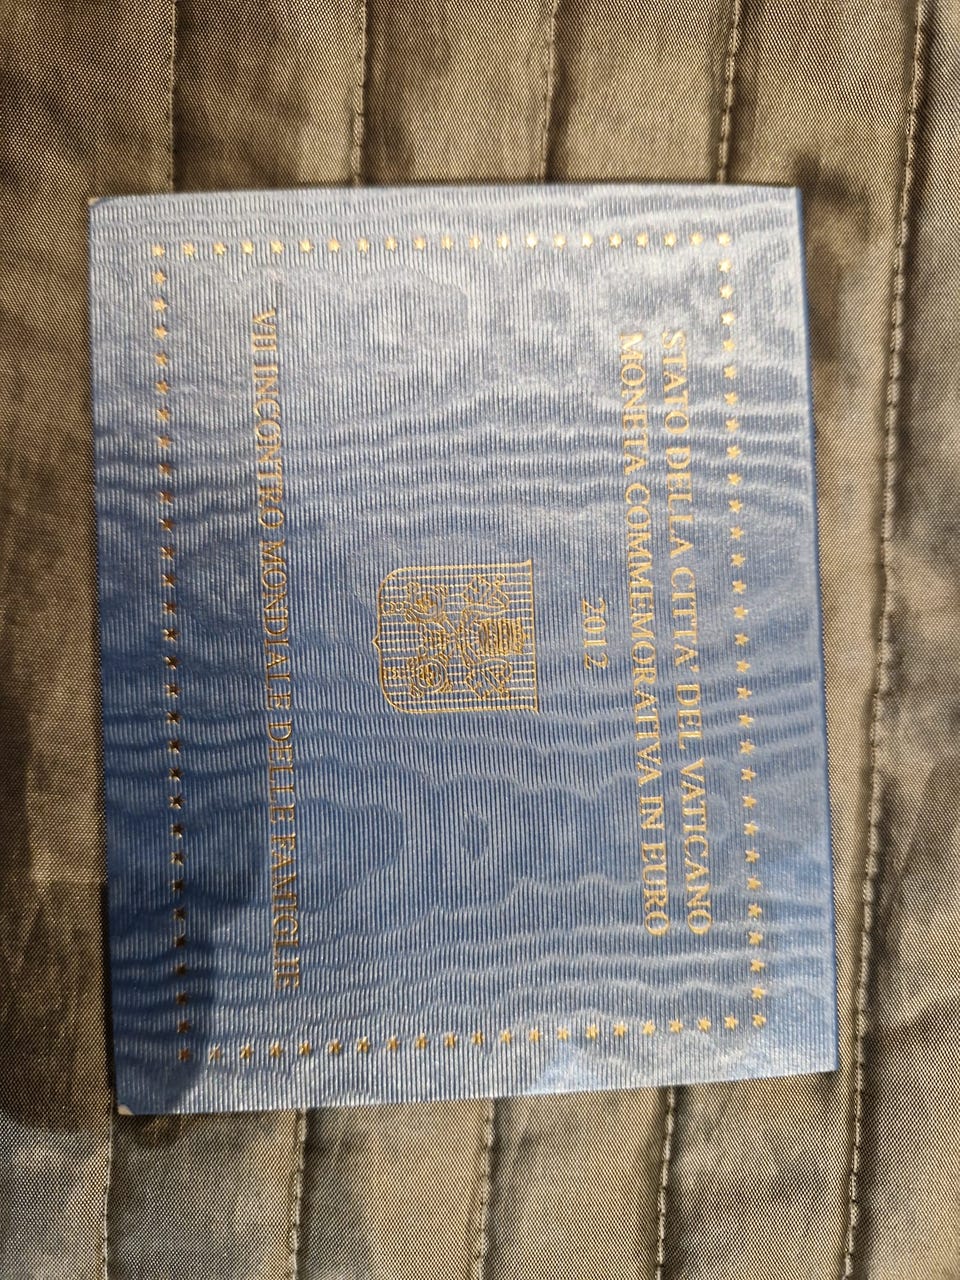 STATO DELLA CITTA' DEL VATICANO
MONETA COMMEMORATIVA IN EURO
2012
VII INCONTRO MONDIALE DELLE FAMIGLIE